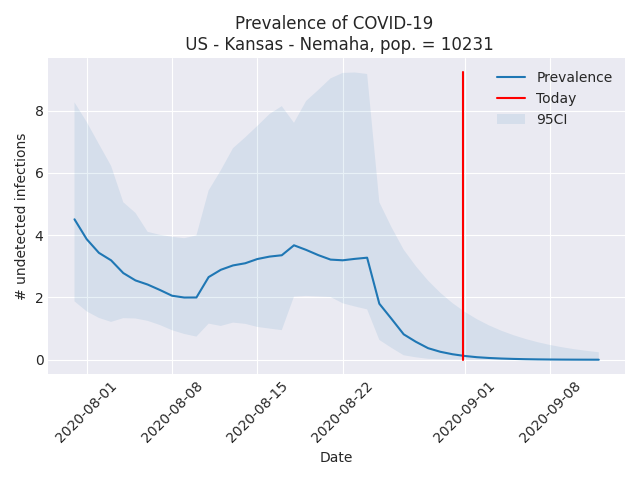 Prevalence of COVID-19
US - Kansas - Nemaha, pop. = 10231
Prevalence
Today
95CI
# undetected infections
8
6
4
2
0
2020-08-01
2020-08-08
2020-08-15
2020-08-22
2020-09-01
2020-09-08
Date